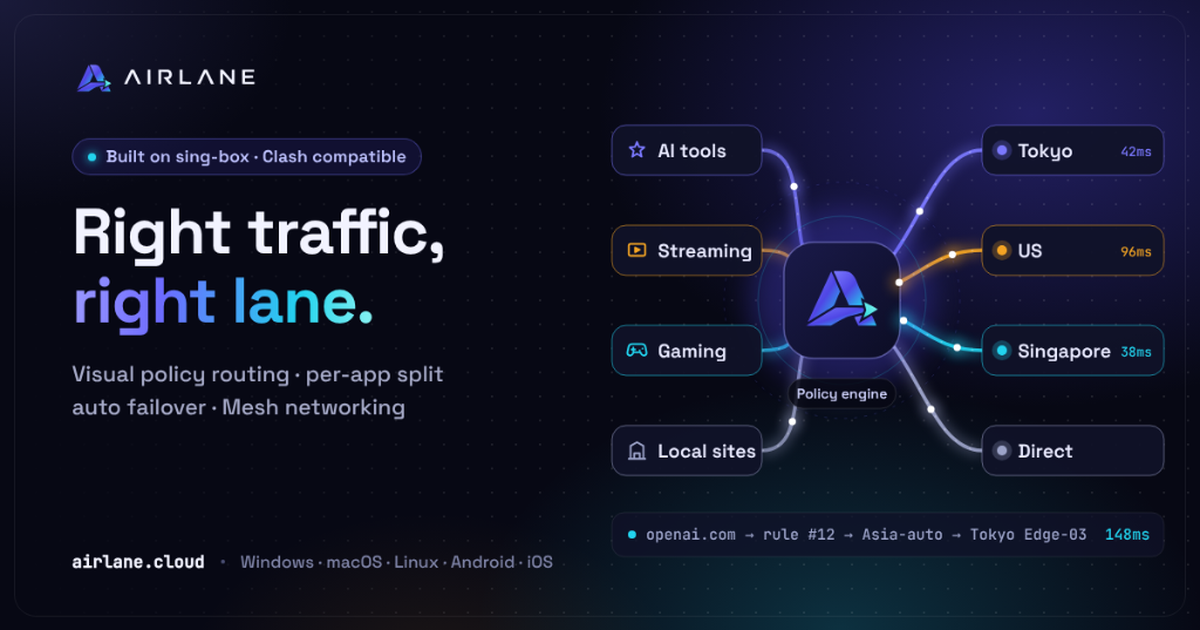 AIRLANE
Built on sing-box · Clash compatible
Right traffic,
right lane.
Visual policy routing · per-app split
auto failover · Mesh networking
airlane.cloud · Windows · macOS · Linux · Android · iOS
AI tools
Streaming
Gaming
Local sites
Policy engine
Tokyo 42ms
US 96ms
Singapore 38ms
Direct
openai.com → rule #12 → Asia-auto → Tokyo Edge-03 148ms